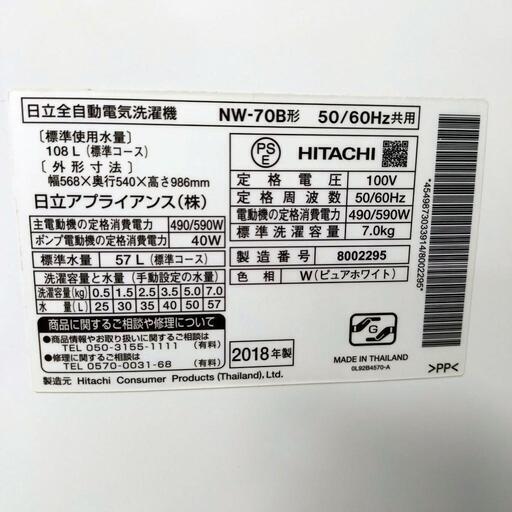 日立全自動電気洗濯機 NW-70B形 50/60Hz共用
〔標準使用水量〕
108 L（標準コース）
〔外形寸法〕
幅568×奥行540×高さ986mm
日立アプライアンス（株）
主電動機の定格消費電力 490/590W
ポンプ電動機の定格消費電力 40W
標準水量 57 L（標準コース）
洗濯容量と水量（手動設定の水量）
洗濯容量(kg) 0.5 1.5 2.5 3.5 5.0 7.0
水量(L) 25 30 35 40 50 57
商品に関するご相談や修理について
●商品のお問い合わせやお取り扱いに関するご相談
TEL 050-3155-1111（有料）
●修理に関するご相談
TEL 0570-0031-68（有料）
製造元 Hitachi Consumer Products (Thailand), Ltd.
PS
E
HITACHI
定格電圧 100V
定格周波数 50/60Hz
電動機の定格消費電力 490/590W
標準洗濯容量 7.0kg
製造番号 8002295
色相 W(ピュアホワイト)
2018年製
G
MADE IN THAILAND
0L92B4570-A
>PP<
*4549873033914/8002295*